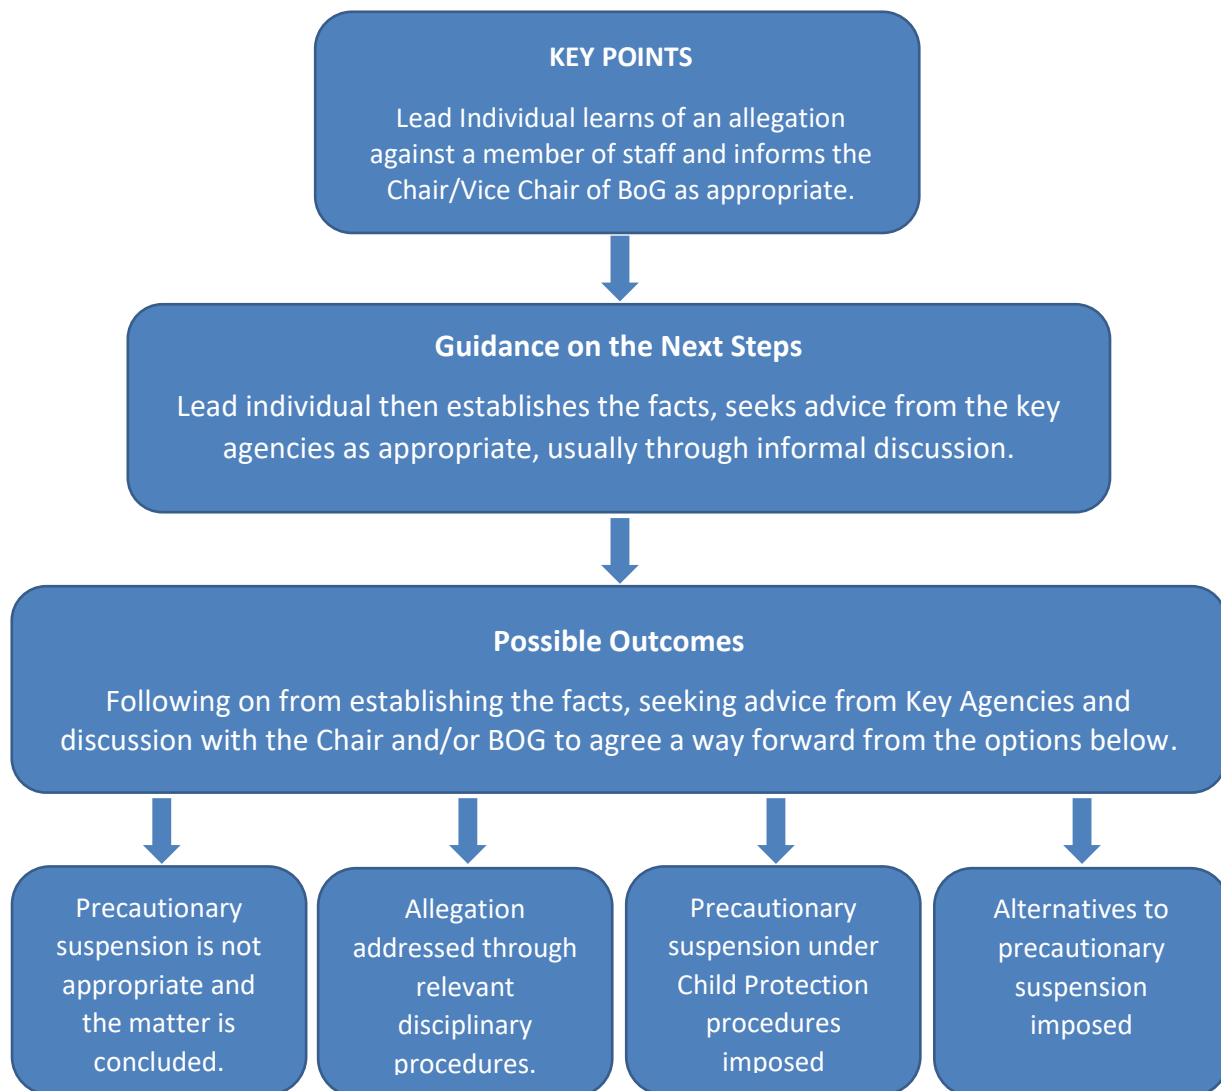 KEY POINTS
Lead Individual learns of an allegation
against a member of staff and informs the
Chair/Vice Chair of BoG as appropriate.
Guidance on the Next Steps
Lead individual then establishes the facts, seeks advice from the key
agencies as appropriate, usually through informal discussion.
Possible Outcomes
Following on from establishing the facts, seeking advice from Key Agencies and
discussion with the Chair and/or BOG to agree a way forward from the options below.
Precautionary
suspension is not
appropriate and
the matter is
concluded.
Allegation
addressed through
relevant
disciplinary
procedures.
Precautionary
suspension under
Child Protection
procedures
imposed
Alternatives to
precautionary
suspension
imposed